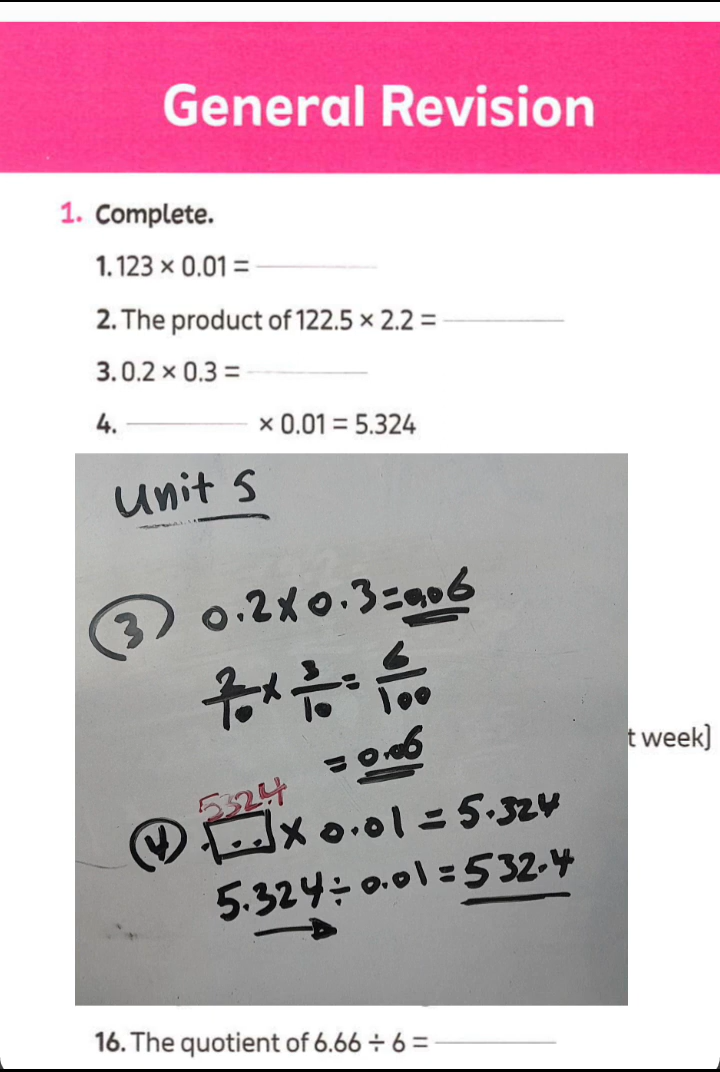 General Revision
1. Complete.
1. 123 × 0.01 =
2. The product of 122.5 × 2.2 =
3. 0.2 × 0.3 =
4. × 0.01 = 5.324
Unit 5
3 0.2 × 0.3 = 0.06
2/10 × 3/10 = 6/100
= 0.06
532.4
4 .. × 0.01 = 5.324
5.324 ÷ 0.01 = 532.4
t week]
16. The quotient of 6.66 ÷ 6 =